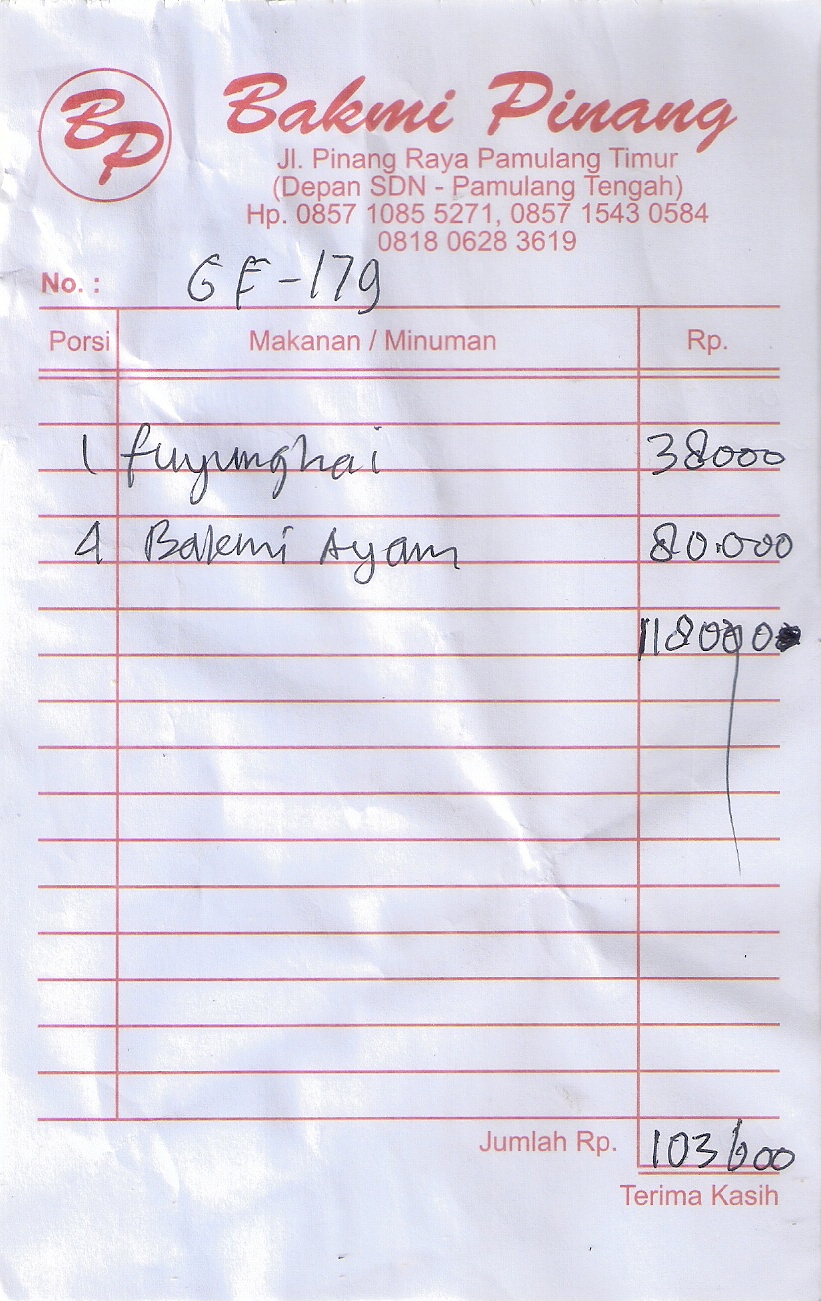 BP
Bakmi Pinang
Jl. Pinang Raya Pamulang Timur
(Depan SDN - Pamulang Tengah)
Hp. 0857 1085 5271, 0857 1543 0584
0818 0628 3619
No. : GF-179
Porsi Makanan / Minuman Rp.
1 fuyunghai 38000
4 Bakmi Ayam 80.000
118000
Jumlah Rp. 103/000
Terima Kasih